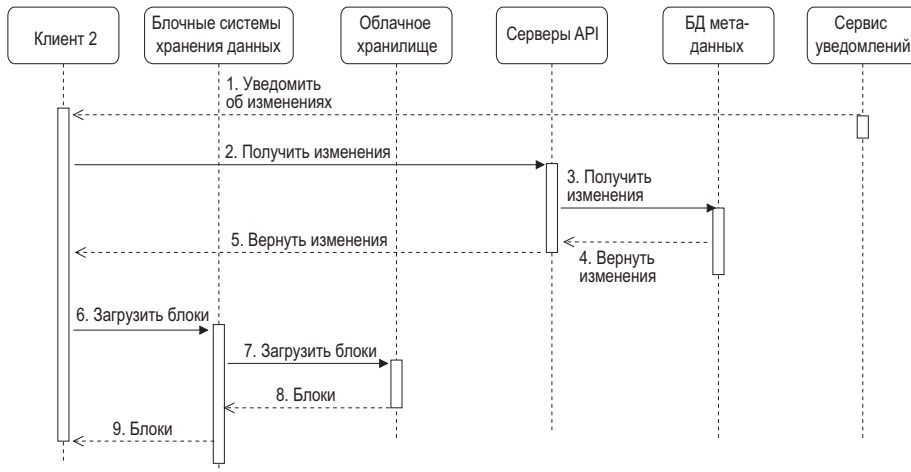 Клиент 2
Блочные системы
хранения данных
Облачное
хранилище
Серверы API
БД мета-
данных
Сервис
уведомлений
1. Уведомить
об изменениях
2. Получить изменения
3. Получить
изменения
4. Вернуть
изменения
5. Вернуть изменения
6. Загрузить блоки
7. Загрузить блоки
8. Блоки
9. Блоки